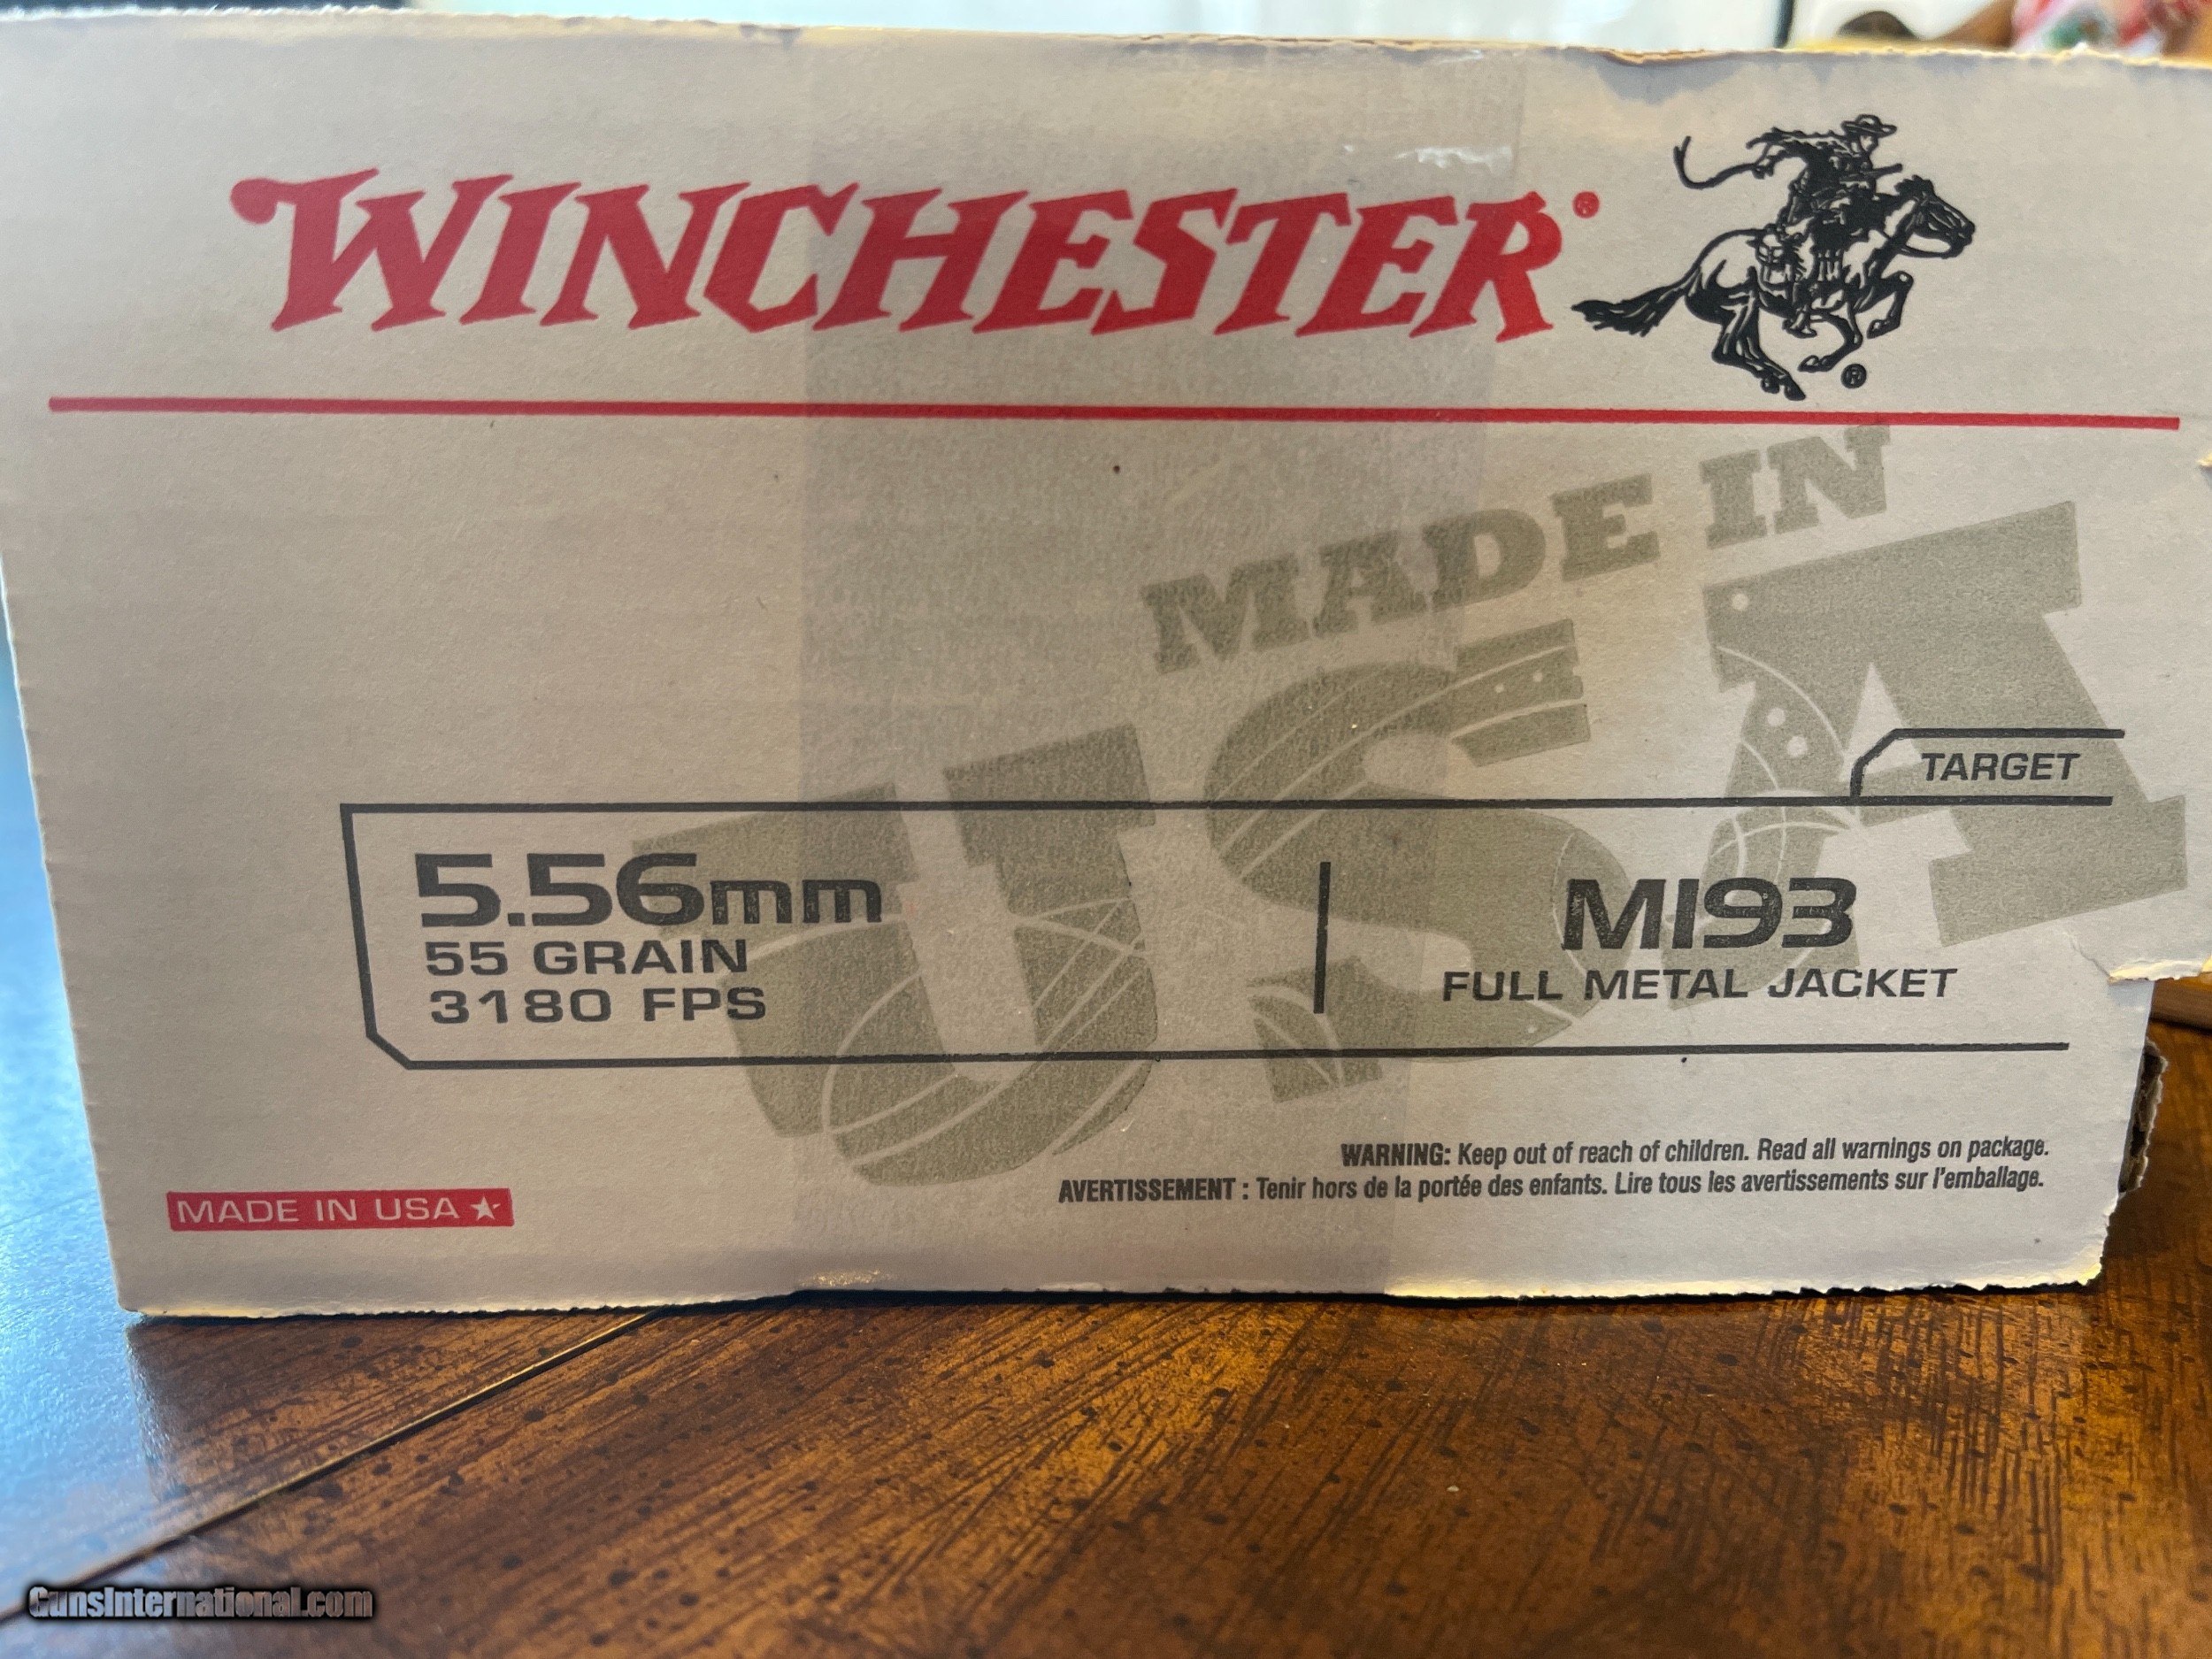 WINCHESTER®
®
MADE IN
USA
TARGET
5.56mm
55 GRAIN
3180 FPS
M193
FULL METAL JACKET
WARNING: Keep out of reach of children. Read all warnings on package.
AVERTISSEMENT : Tenir hors de la portée des enfants. Lire tous les avertissements sur l'emballage.
MADE IN USA ★
GunsInternational.com